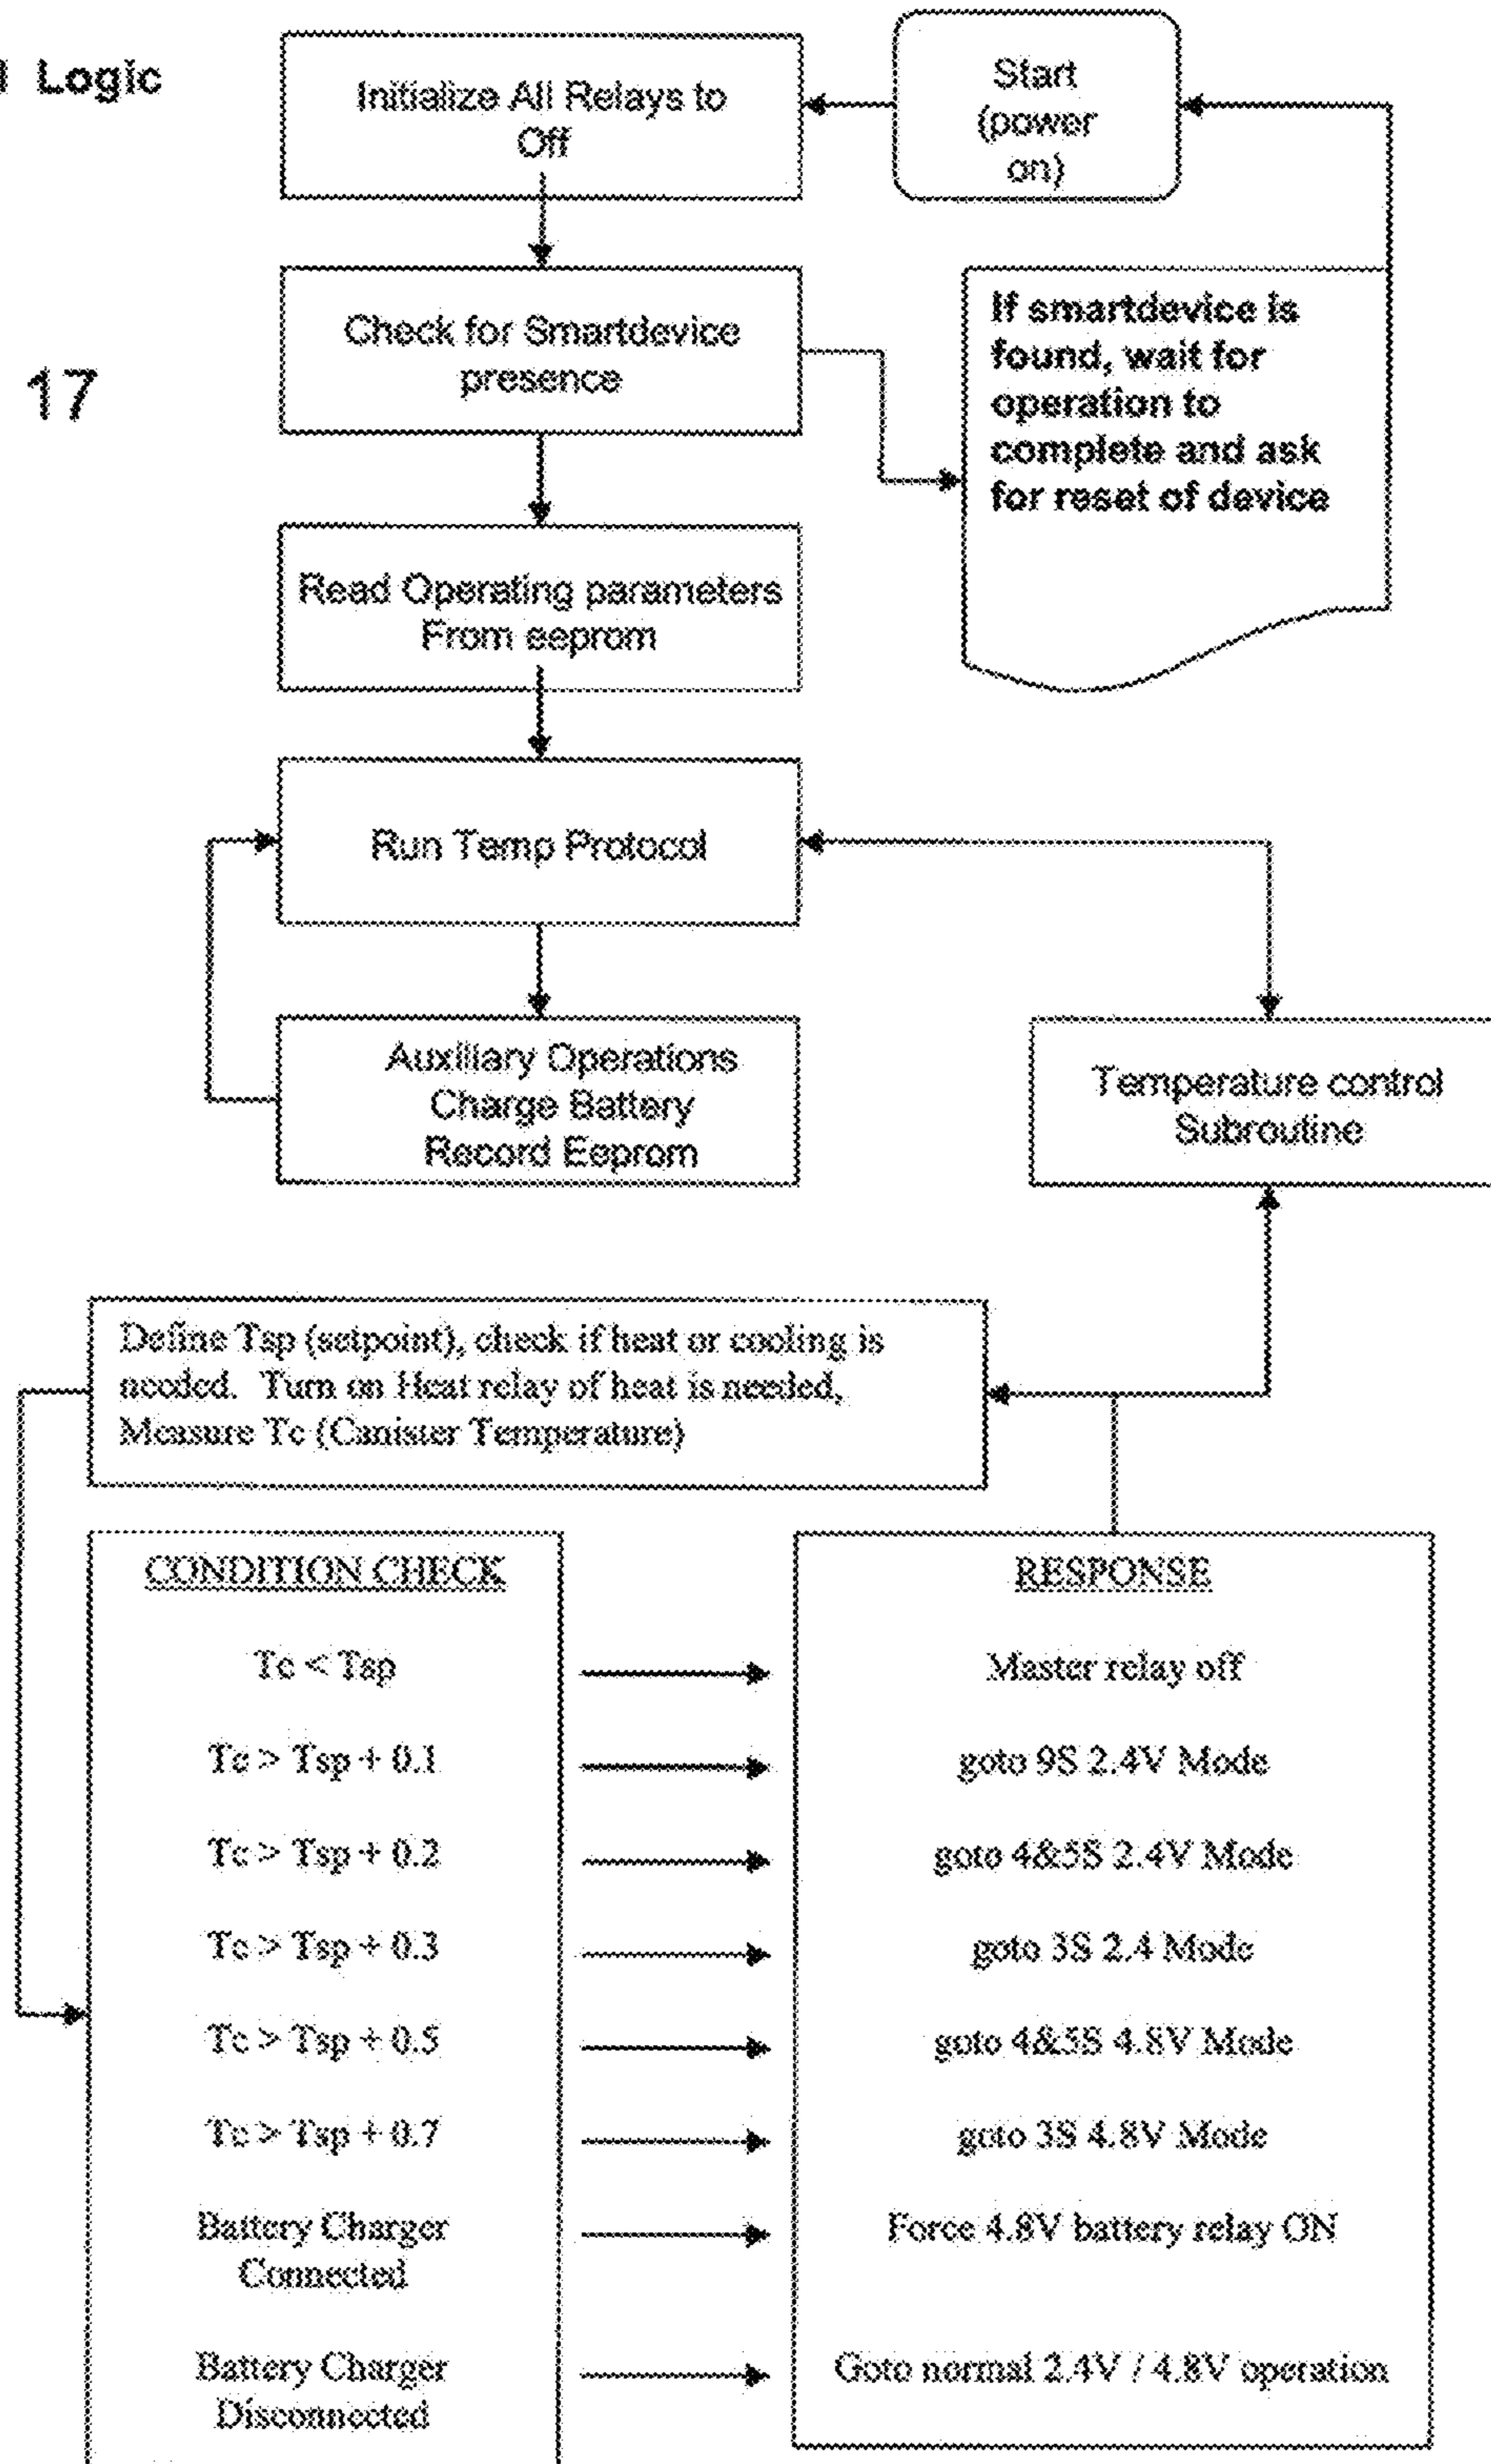 Logic
Initialize All Relays to
Off
Start
(power
on)
17
Check for Smartdevice
presence
If smartdevice is
found, wait for
operation to
complete and ask
for reset of device
Read Operating parameters
From eeprom
Run Temp Protocol
Auxiliary Operations
Charge Battery
Record Eeprom
Temperature control
Subroutine
Define Tsp (setpoint), check if heat or cooling is
needed. Turn on Heat relay of heat is needed,
Measure Tc (Canister Temperature)
CONDITION CHECK
RESPONSE
Tc < Tsp
Master relay off
Tc > Tsp + 0.1
goto 9S 2.4V Mode
Tc > Tsp + 0.2
goto 4&5S 2.4V Mode
Tc > Tsp + 0.3
goto 3S 2.4 Mode
Tc > Tsp + 0.5
goto 4&5S 4.8V Mode
Tc > Tsp + 0.7
goto 3S 4.8V Mode
Battery Charger
Connected
Force 4.8V battery relay ON
Battery Charger
Disconnected
Goto normal 2.4V / 4.8V operation